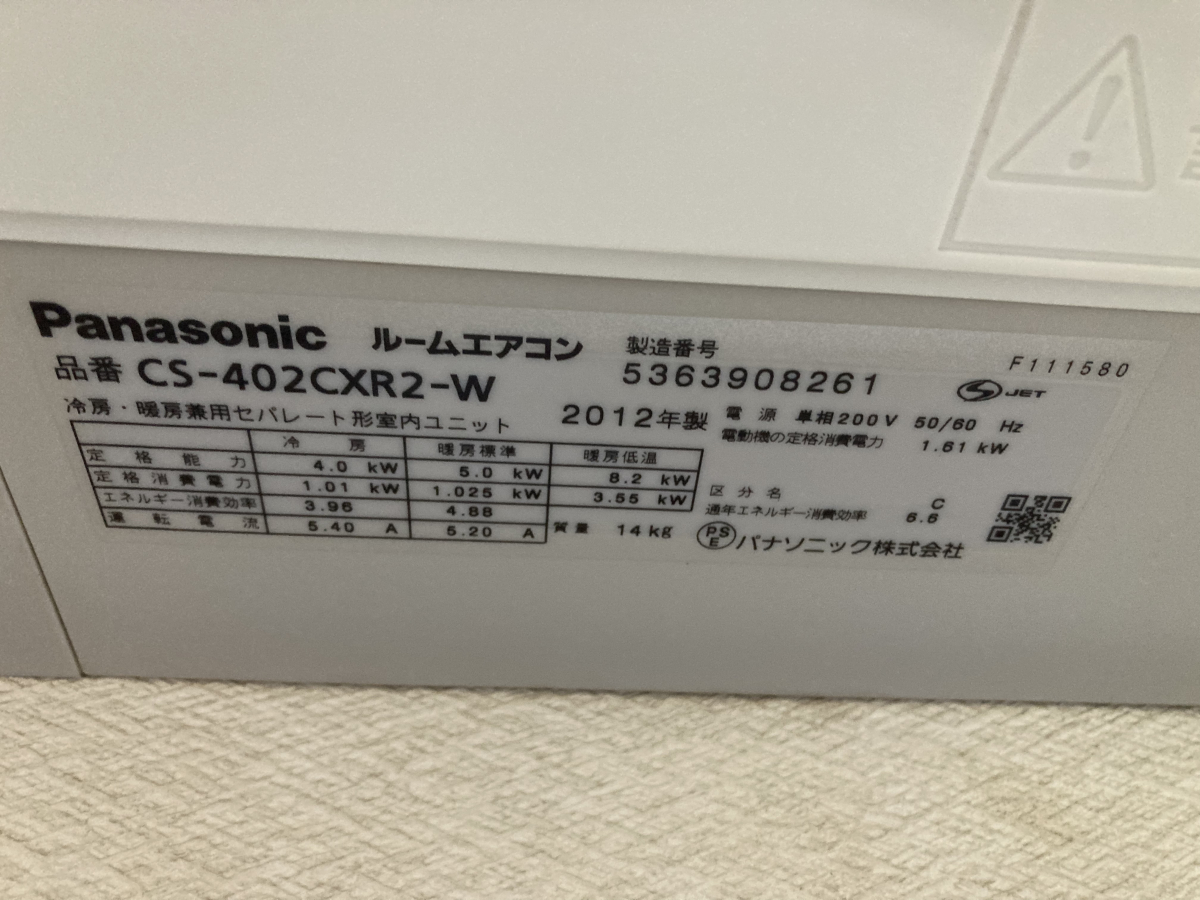 Panasonic ルームエアコン 製造番号 F111580
品番 CS-402CXR2-W 5363908261 S JET
冷房・暖房兼用セパレート形室内ユニット 2012年製 電源 単相200V 50/60 Hz
電動機の定格消費電力 1.61 kW
冷房 暖房標準 暖房低温
定格能力 4.0 kW 5.0 kW 8.2 kW
定格消費電力 1.01 kW 1.025 kW 3.55 kW
エネルギー消費効率 3.96 4.88
運転電流 5.40 A 5.20 A
質量 14kg
区分名 C
通年エネルギー消費効率 6.6
PSE パナソニック株式会社